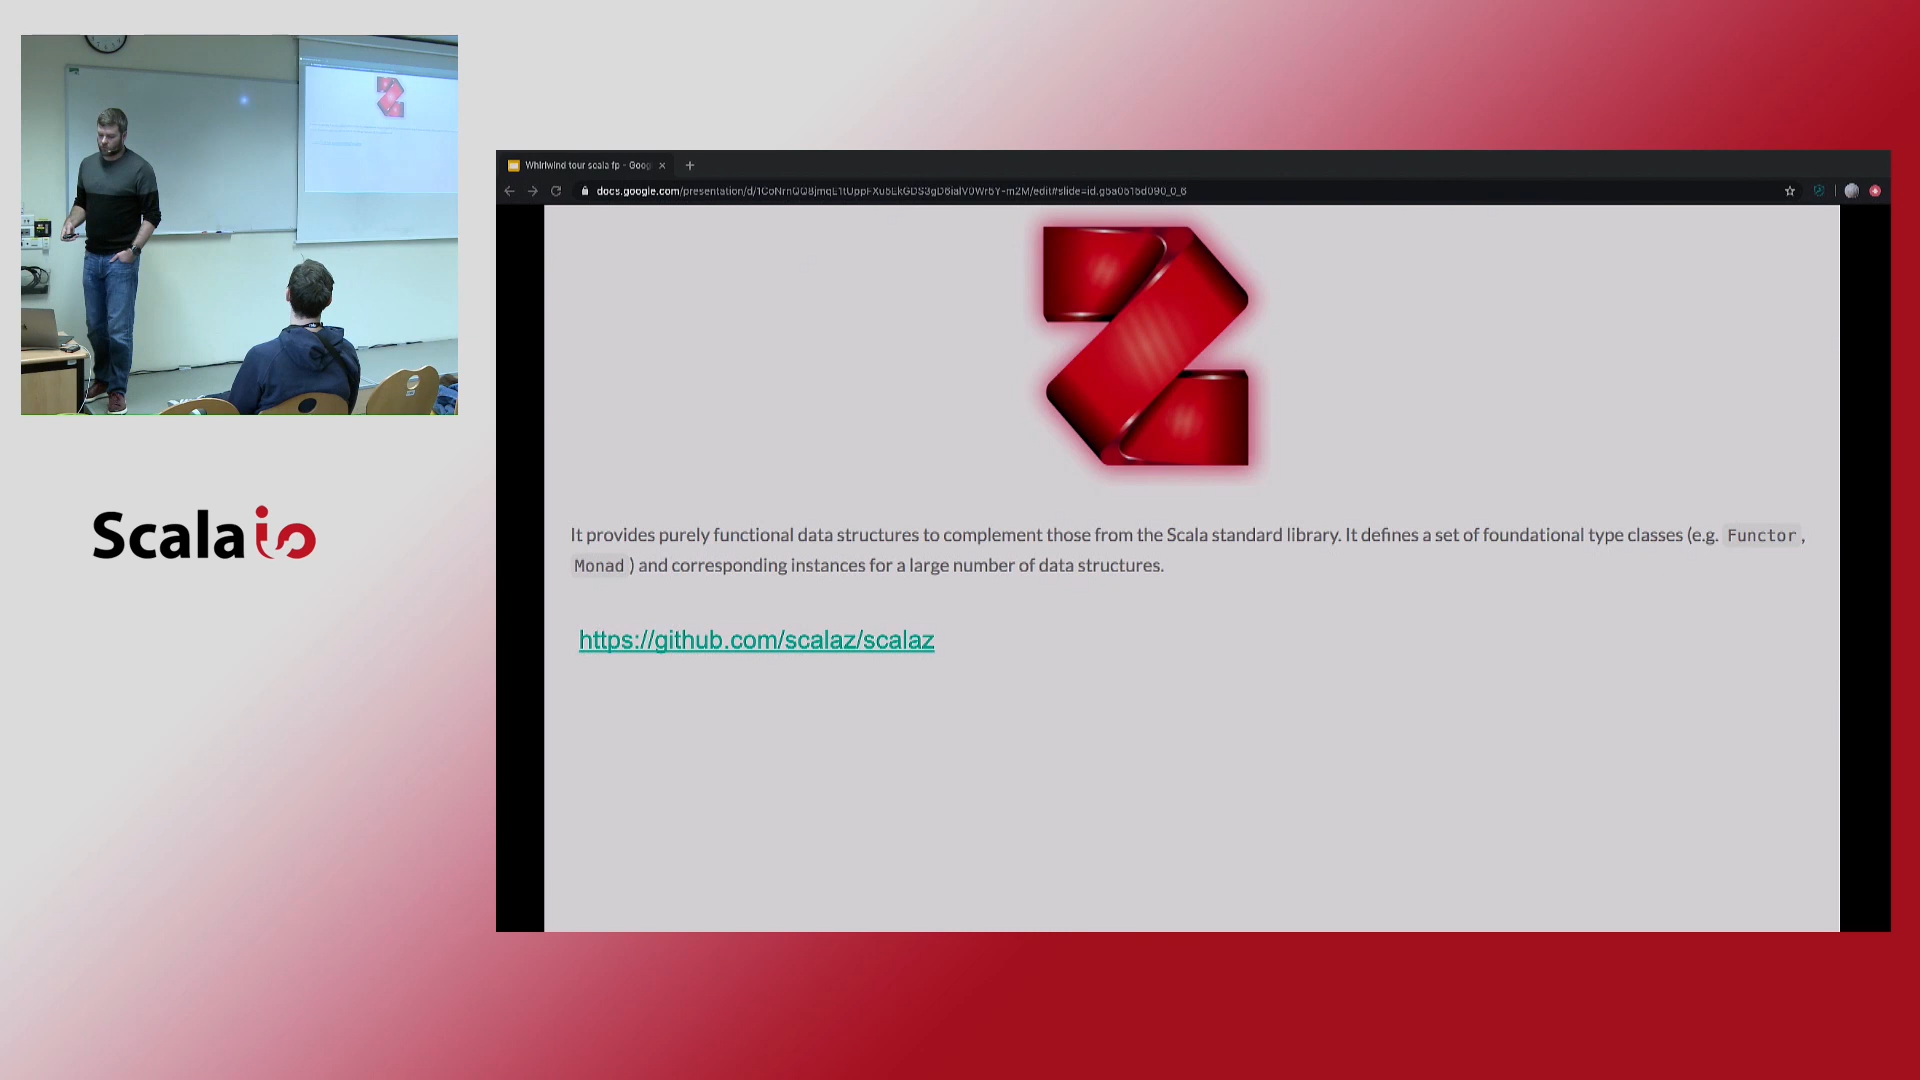 Whirlwind tour scala fp - Goog
docs.google.com/presentation/d/
Scala io
It provides purely functional data structures to complement those from the Scala standard library. It defines a set of foundational type classes (e.g. Functor,
Monad) and corresponding instances for a large number of data structures.
https://github.com/scalaz/scalaz